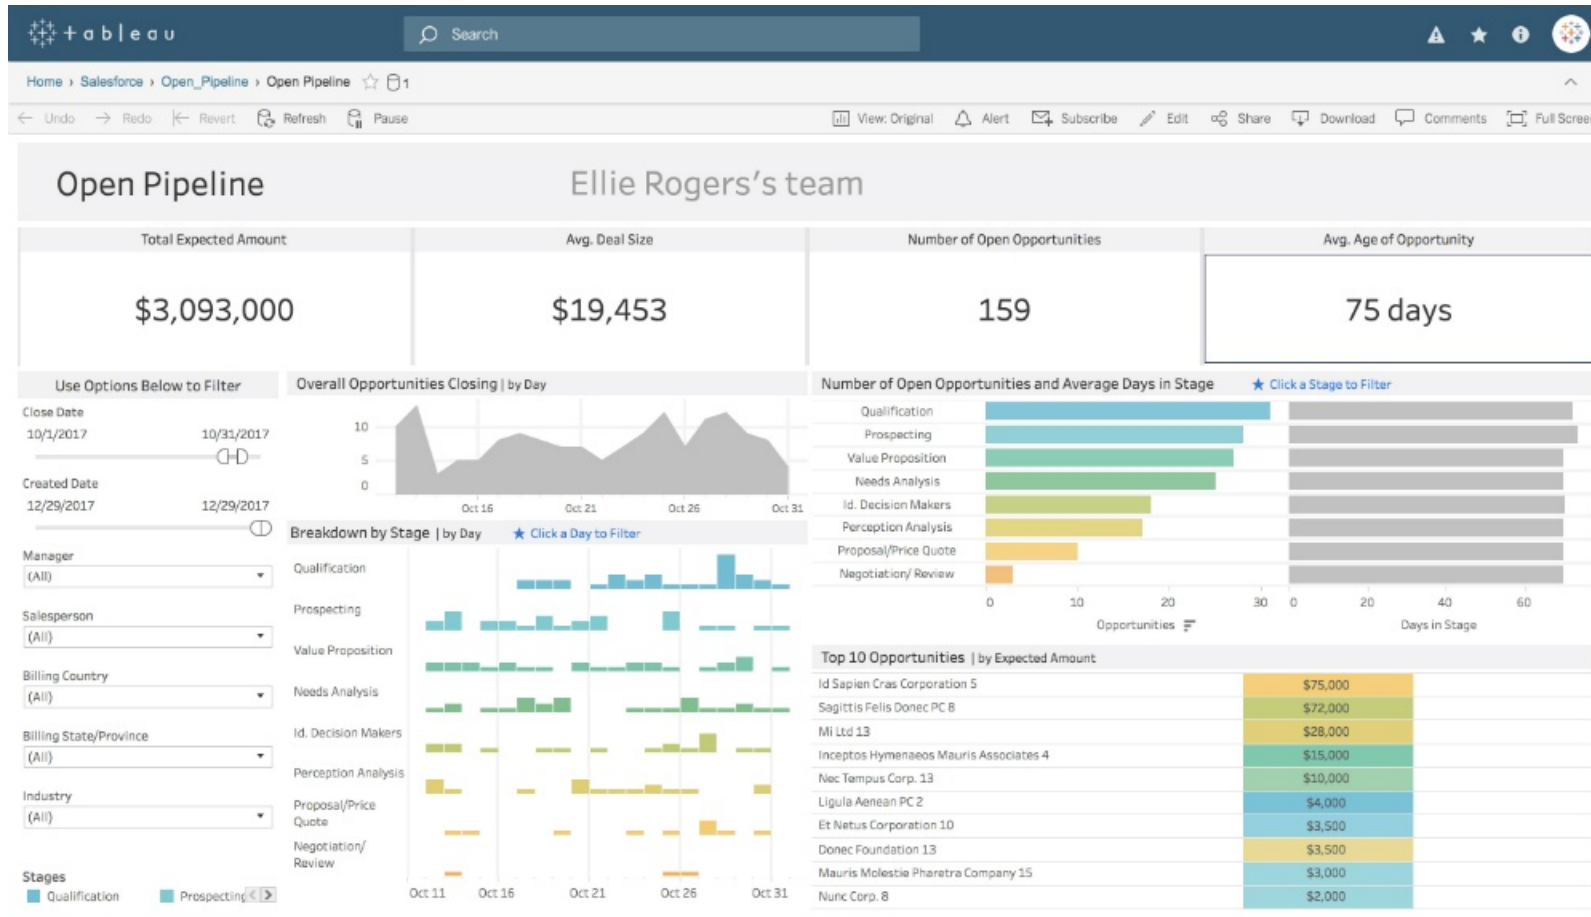 tableau
Search
Home › Salesforce › Open_Pipeline › Open Pipeline 1
← Undo → Redo Revert Refresh Pause
View: Original Alert Subscribe Edit Share Download Comments Full Scree
Open Pipeline
Ellie Rogers's team
Total Expected Amount
$3,093,000
Avg. Deal Size
$19,453
Number of Open Opportunities
159
Avg. Age of Opportunity
75 days
Use Options Below to Filter
Close Date
10/1/2017 10/31/2017
Created Date
12/29/2017 12/29/2017
Manager
(All)
Salesperson
(All)
Billing Country
(All)
Billing State/Province
(All)
Industry
(All)
Stages
Qualification Prospecting
Overall Opportunities Closing | by Day
10
5
0
Oct 16 Oct 21 Oct 26 Oct 31
Breakdown by Stage | by Day ★ Click a Day to Filter
Qualification
Prospecting
Value Proposition
Needs Analysis
Id. Decision Makers
Perception Analysis
Proposal/Price
Quote
Negotiation/
Review
Oct 11 Oct 16 Oct 21 Oct 26 Oct 31
Number of Open Opportunities and Average Days in Stage ★ Click a Stage to Filter
Qualification
Prospecting
Value Proposition
Needs Analysis
Id. Decision Makers
Perception Analysis
Proposal/Price Quote
Negotiation/ Review
0 10 20 30 0 20 40 60
Opportunities Days in Stage
Top 10 Opportunities | by Expected Amount
Id Sapien Cras Corporation 5 $75,000
Sagittis Felis Donec PC 8 $72,000
Mi Ltd 13 $28,000
Inceptos Hymenaeos Mauris Associates 4 $15,000
Nec Tempus Corp. 13 $10,000
Ligula Aenean PC 2 $4,000
Et Netus Corporation 10 $3,500
Donec Foundation 13 $3,500
Mauris Molestie Pharetra Company 15 $3,000
Nunc Corp. 8 $2,000